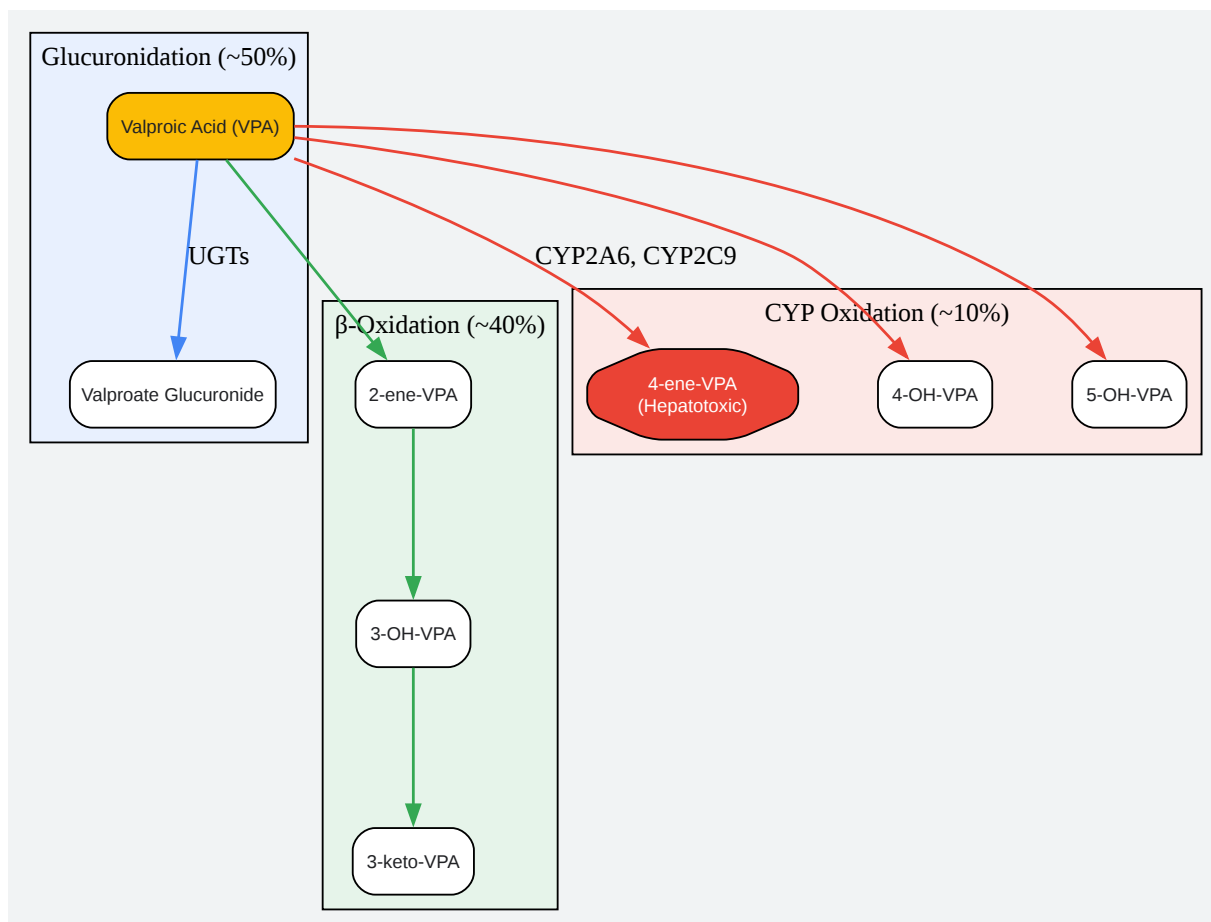 Glucuronidation (~50%)
Valproic Acid (VPA)
UGTs
CYP2A6, CYP2C9
β-Oxidation (~40%)
CYP Oxidation (~10%)
Valproate Glucuronide
2-ene-VPA
4-ene-VPA
(Hepatotoxic)
4-OH-VPA
5-OH-VPA
3-OH-VPA
3-keto-VPA